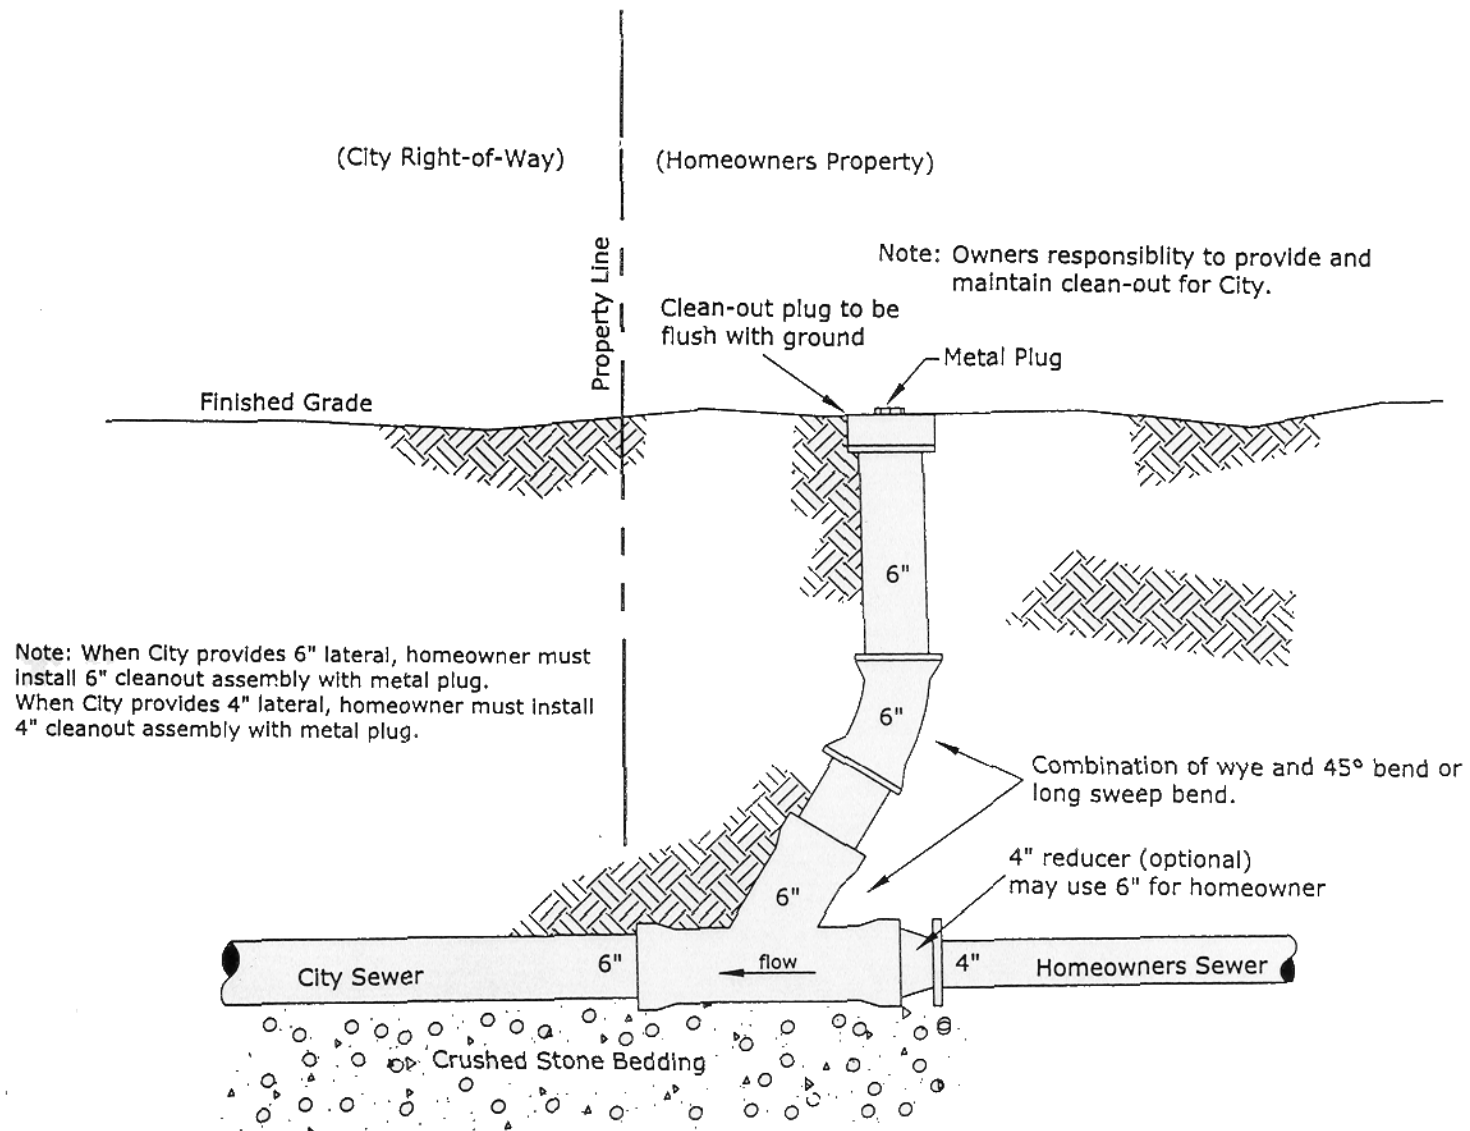 (City Right-of-Way)
(Homeowners Property)
Property Line
Note: Owners responsiblity to provide and
maintain clean-out for City.
Clean-out plug to be
flush with ground
Metal Plug
Finished Grade
6"
Note: When City provides 6" lateral, homeowner must
install 6" cleanout assembly with metal plug.
When City provides 4" lateral, homeowner must install
4" cleanout assembly with metal plug.
6"
Combination of wye and 45° bend or
long sweep bend.
4" reducer (optional)
may use 6" for homeowner
6"
City Sewer
6"
flow
4"
Homeowners Sewer
Crushed Stone Bedding